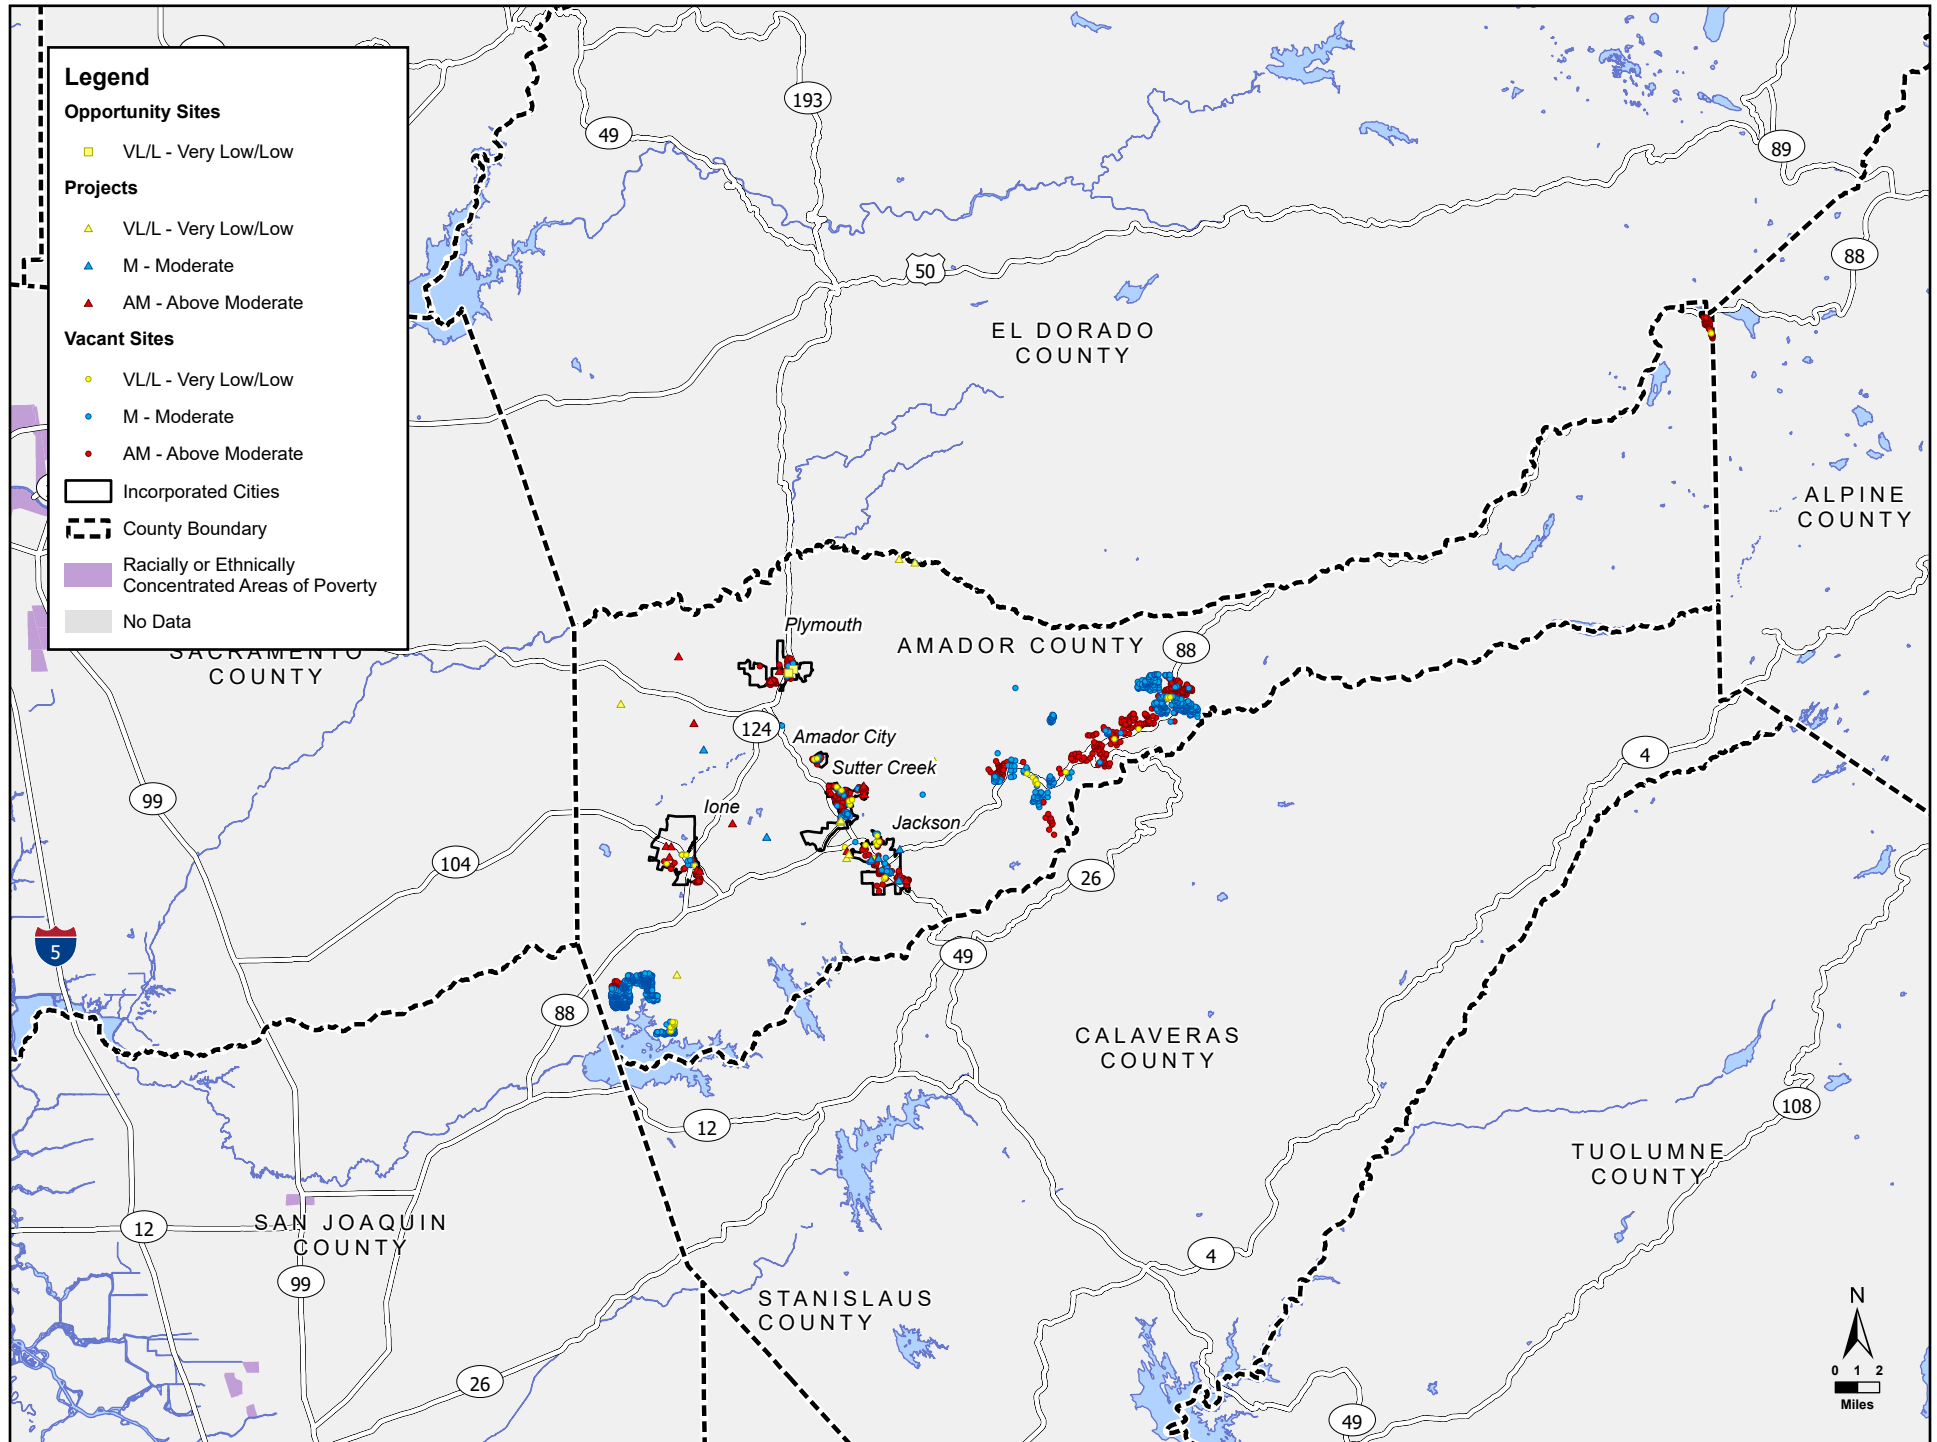 Legend
Opportunity Sites
VL/L - Very Low/Low
Projects
VL/L - Very Low/Low
M - Moderate
AM - Above Moderate
Vacant Sites
VL/L - Very Low/Low
M - Moderate
AM - Above Moderate
Incorporated Cities
County Boundary
Racially or Ethnically
Concentrated Areas of Poverty
No Data
193
49
89
88
50
EL DORADO
COUNTY
ALPINE
COUNTY
Plymouth
AMADOR COUNTY
88
SACRAMENTO
COUNTY
124
Amador City
Sutter Creek
4
99
Ione
Jackson
104
26
5
49
88
CALAVERAS
COUNTY
12
108
TUOLUMNE
COUNTY
12
SAN JOAQUIN
COUNTY
4
99
STANISLAUS
COUNTY
26
49
N
0 1 2
Miles